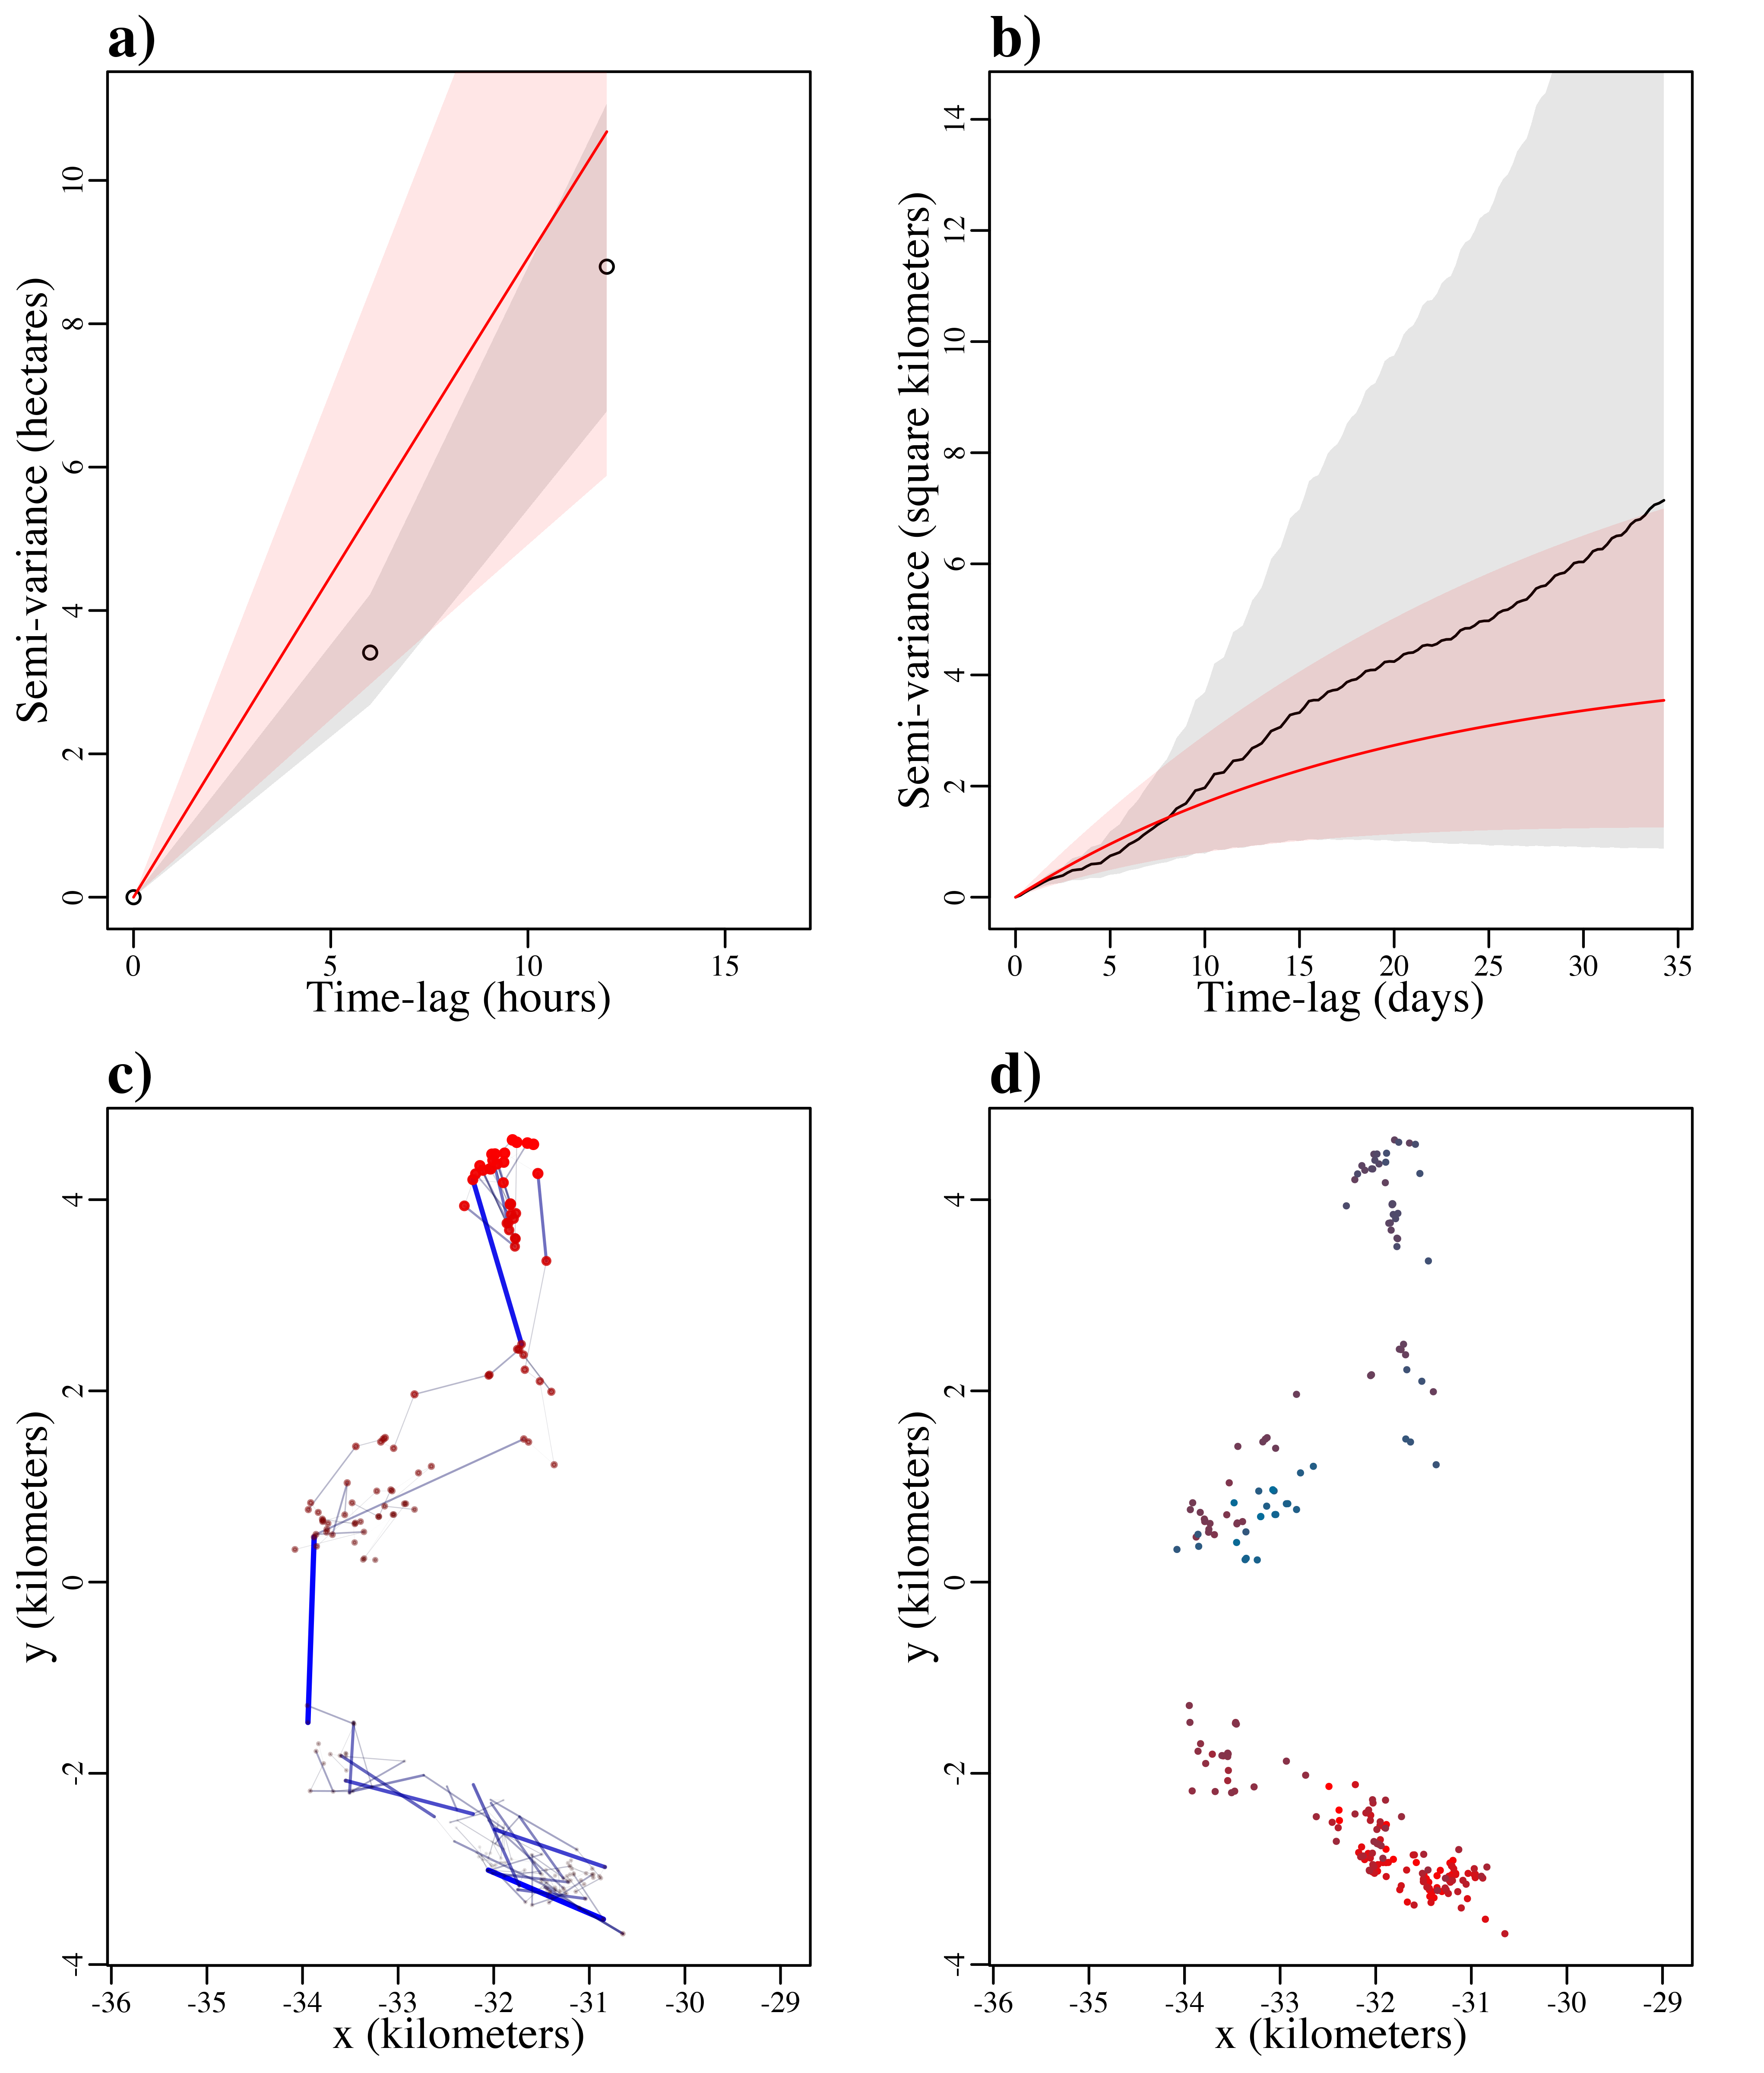 a)
Semi-variance (hectares)
10
8
6
4
2
0
0 5 10 15
Time-lag (hours)
b)
Semi-variance (square kilometers)
14
12
10
8
6
4
2
0
0 5 10 15 20 25 30 35
Time-lag (days)
c)
y (kilometers)
4
2
0
-2
-4
-36 -35 -34 -33 -32 -31 -30 -29
x (kilometers)
d)
y (kilometers)
4
2
0
-2
-4
-36 -35 -34 -33 -32 -31 -30 -29
x (kilometers)